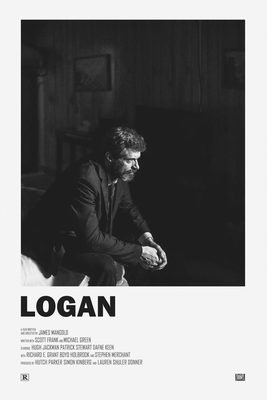 LOGAN
A FILM WRITTEN
AND DIRECTED BY JAMES MANGOLD
WRITTEN WITH SCOTT FRANK AND MICHAEL GREEN
STARRING HUGH JACKMAN PATRICK STEWART DAFNE KEEN
WITH RICHARD E. GRANT BOYD HOLBROOK AND STEPHEN MERCHANT
PRODUCED BY HUTCH PARKER SIMON KINBERG AND LAUREN SHULER DONNER
R
FOX